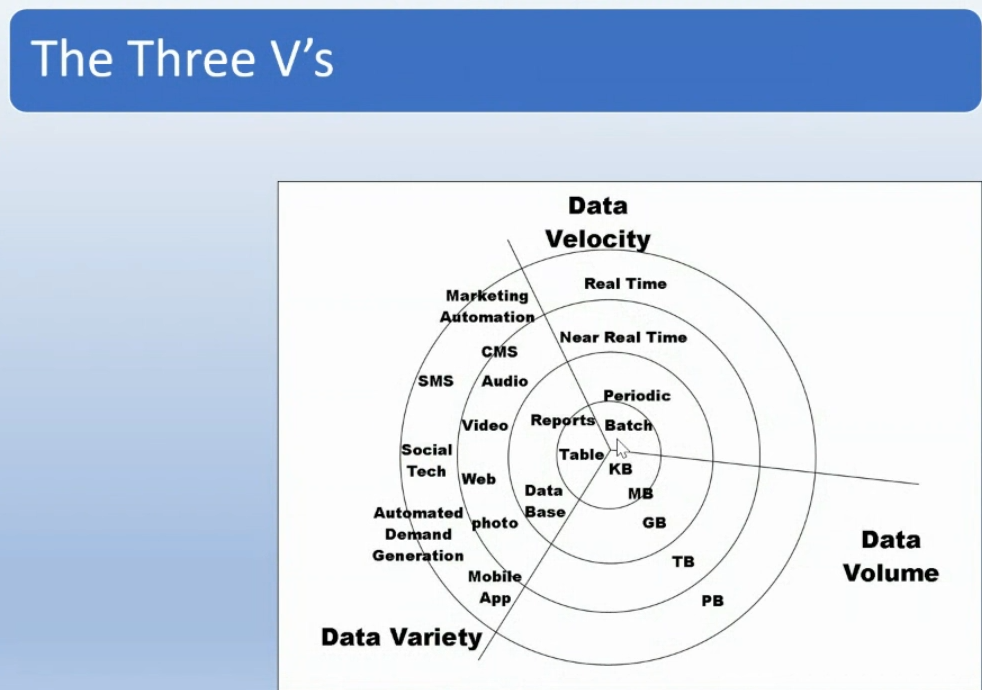 The Three V's
Data
Velocity
Real Time
Near Real Time
Periodic
Batch
Marketing
Automation
CMS
SMS
Audio
Video
Reports
Social
Tech
Table
Web
Data
Base
Automated
Demand
Generation
photo
Mobile
App
Data Variety
KB
MB
GB
TB
PB
Data
Volume